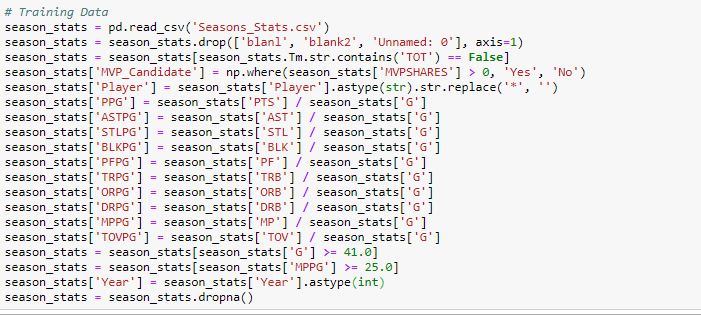 # Training Data
season_stats = pd.read_csv('Seasons_Stats.csv')
season_stats = season_stats.drop(['blanl', 'blank2', 'Unnamed: 0'], axis=1)
season_stats = season_stats[season_stats.Tm.str.contains('TOT') == False]
season_stats['MVP_Candidate'] = np.where(season_stats['MVPSHARES'] > 0, 'Yes', 'No')
season_stats['Player'] = season_stats['Player'].astype(str).str.replace('*', '')
season_stats['PPG'] = season_stats['PTS'] / season_stats['G']
season_stats['ASTPG'] = season_stats['AST'] / season_stats['G']
season_stats['STLPG'] = season_stats['STL'] / season_stats['G']
season_stats['BLKPG'] = season_stats['BLK'] / season_stats['G']
season_stats['PFPG'] = season_stats['PF'] / season_stats['G']
season_stats['TRPG'] = season_stats['TRB'] / season_stats['G']
season_stats['ORPG'] = season_stats['ORB'] / season_stats['G']
season_stats['DRPG'] = season_stats['DRB'] / season_stats['G']
season_stats['MPPG'] = season_stats['MP'] / season_stats['G']
season_stats['TOVPG'] = season_stats['TOV'] / season_stats['G']
season_stats = season_stats[season_stats['G'] >= 41.0]
season_stats = season_stats[season_stats['MPPG'] >= 25.0]
season_stats['Year'] = season_stats['Year'].astype(int)
season_stats = season_stats.dropna()